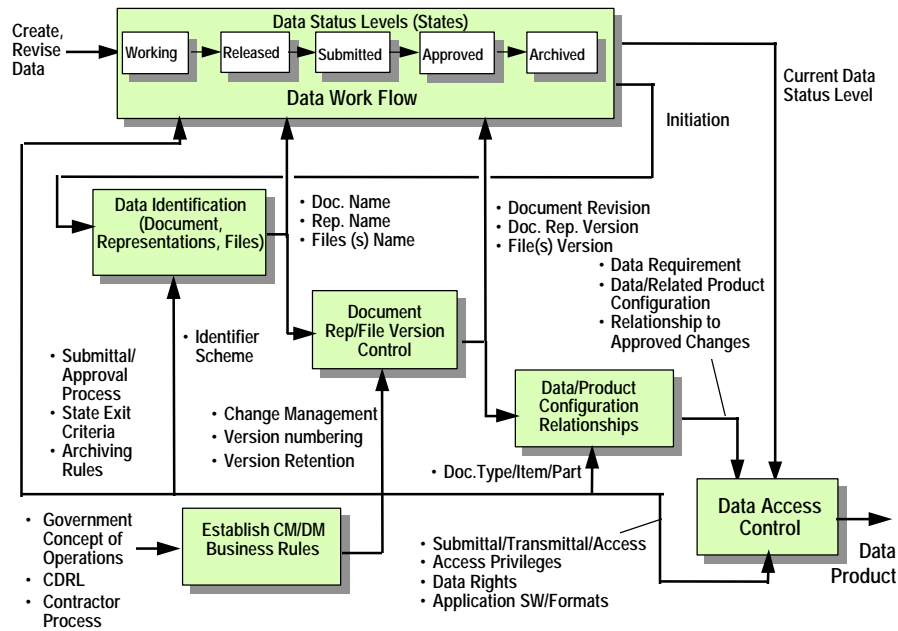 Data Status Levels (States)
Create,
Revise
Data
Working
Released
Submitted
Approved
Archived
Data Work Flow
Current Data
Status Level
Initiation
Data Identification
(Document,
Representations, Files)
• Doc. Name
• Rep. Name
• Files (s) Name
• Document Revision
• Doc. Rep. Version
• File(s) Version
• Data Requirement
• Data/Related Product
Configuration
• Relationship to
Approved Changes
Document
Rep/File Version
Control
• Identifier
Scheme
• Submittal/
Approval
Process
• State Exit
Criteria
• Archiving
Rules
Data/Product
Configuration
Relationships
• Change Management
• Version numbering
• Version Retention
• Doc.Type/Item/Part
Data Access
Control
• Government
Concept of
Operations
• CDRL
• Contractor
Process
Establish CM/DM
Business Rules
• Submittal/Transmittal/Access
• Access Privileges
• Data Rights
• Application SW/Formats
Data
Product